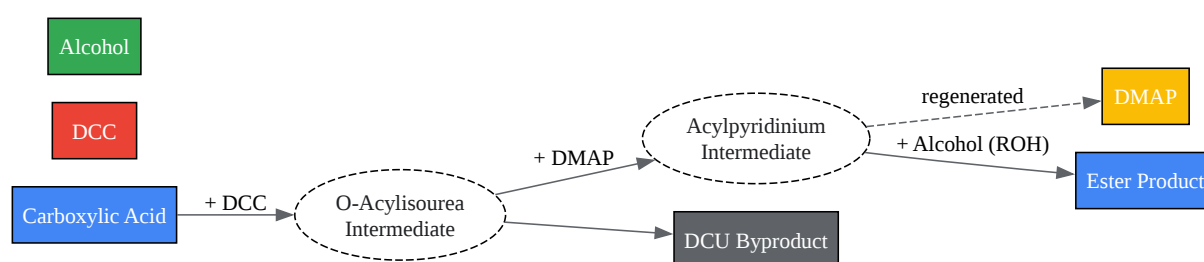 Alcohol
DCC
Carboxylic Acid
+ DCC
O-Acylisourea
Intermediate
+ DMAP
DCU Byproduct
Acylpyridinium
Intermediate
regenerated
+ Alcohol (ROH)
DMAP
Ester Product